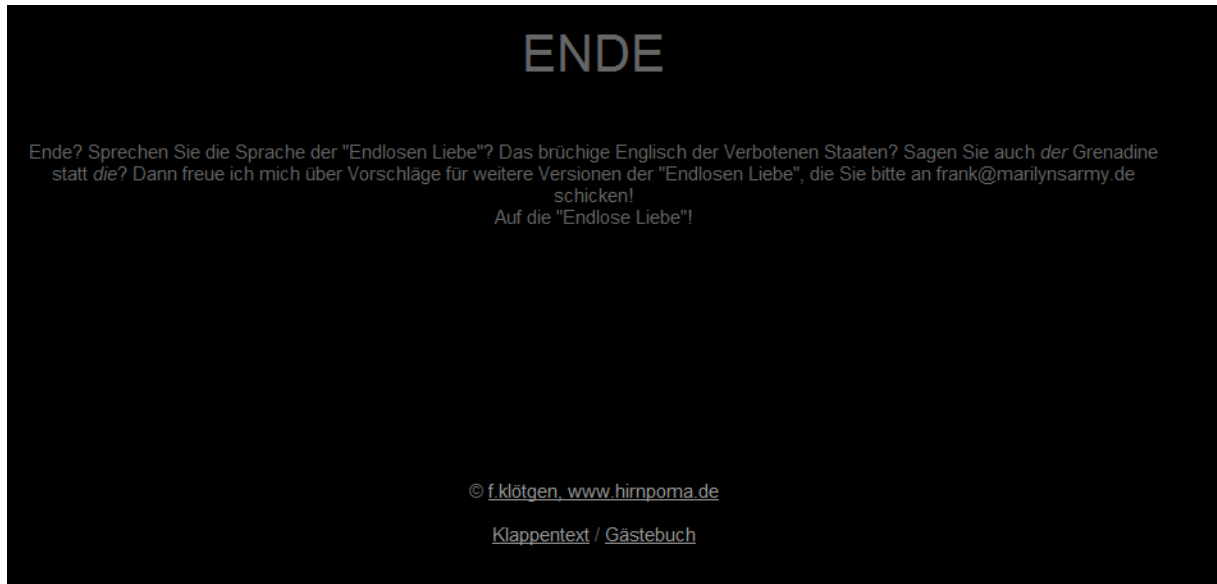 ENDE
Ende? Sprechen Sie die Sprache der "Endlosen Liebe"? Das brüchige Englisch der Verbotenen Staaten? Sagen Sie auch der Grenadine
statt die? Dann freue ich mich über Vorschläge für weitere Versionen der "Endlosen Liebe", die Sie bitte an frank@marilynsarmy.de
schicken!
Auf die "Endlose Liebe"!
© f.klötgen, www.hirnpoma.de
Klappentext / Gästebuch